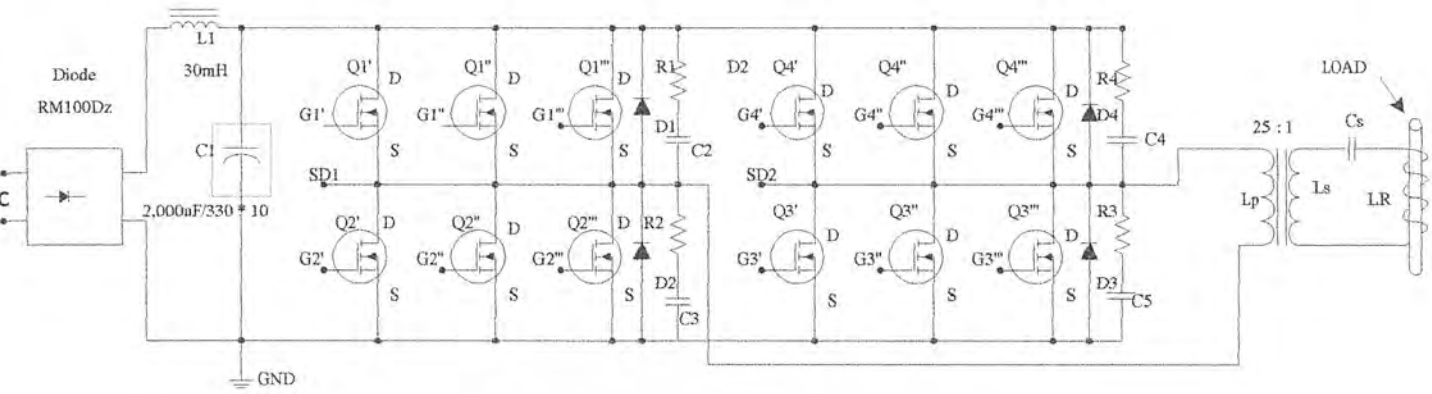 L1
30mH
Diode
RM100Dz
C
C1
2,000nF/330 * 10
GND
Q1' D
Q1" D
Q1"' D
R1
G1'
G1"
G1"'
D1
S
S
S
C2
SD1
Q2' D
Q2" D
Q2"' D
R2
G2'
G2"
G2"'
D2
S
S
S
C3
D2
Q4' D
Q4" D
Q4"' D
R4
G4'
G4"
G4"'
D4
S
S
S
C4
SD2
Q3' D
Q3" D
Q3"' D
R3
G3'
G3"
G3"'
D3
S
S
S
C5
LOAD
25 : 1
Cs
Lp
Ls
LR